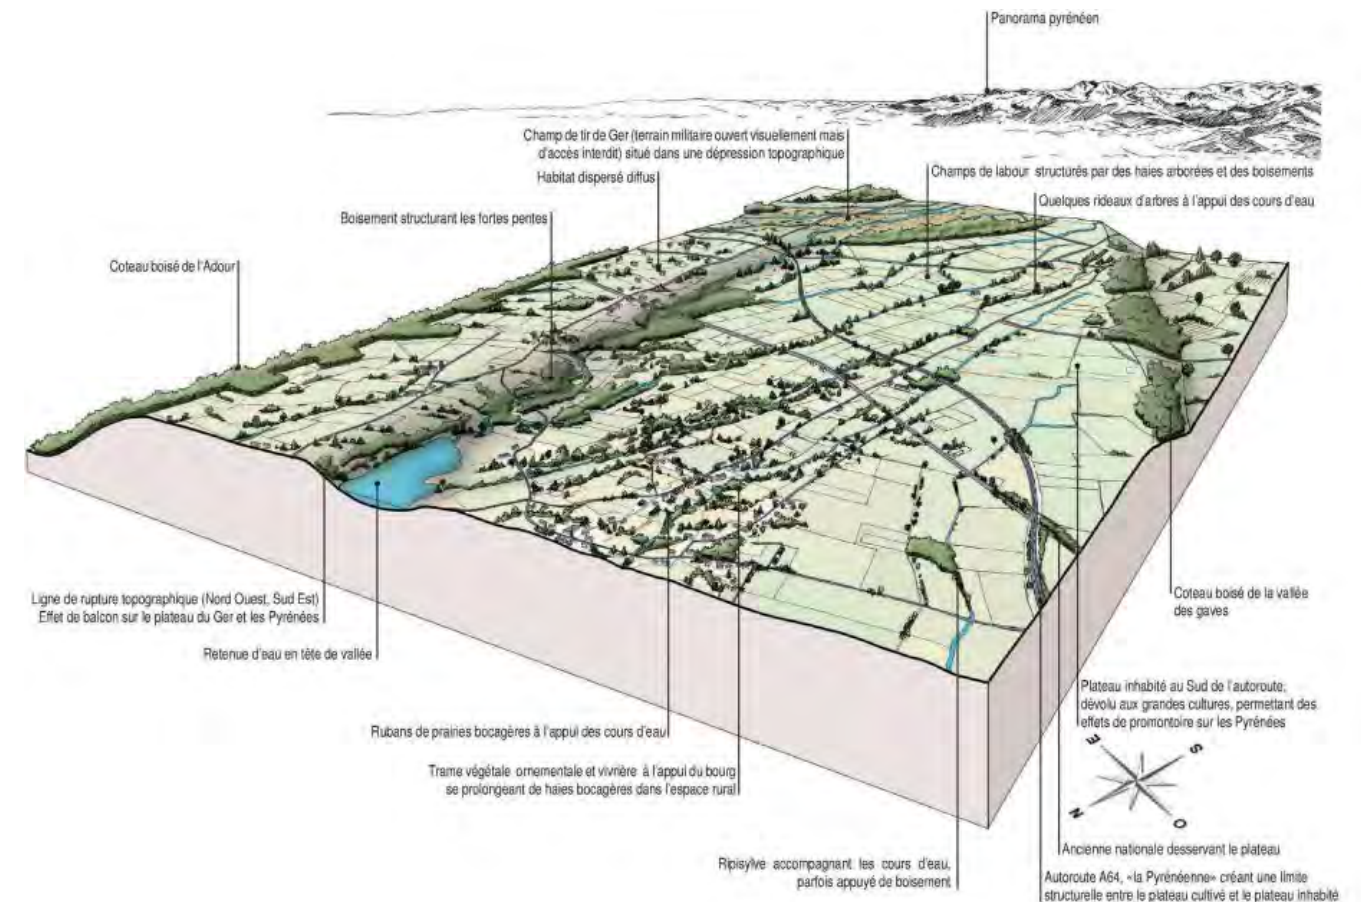 Panorama pyrénéen
Champ de tir de Ger (terrain militaire ouvert visuellement mais
d'accès interdit) situé dans une dépression topographique
Champs de labour structurés par des haies arborées et des boisements
Habitat dispersé diffus
Quelques rideaux d'arbres à l'appui des cours d'eau
Boisement structurant les fortes pentes
Coteau boisé de l'Adour
Ligne de rupture topographique (Nord Ouest, Sud Est)
Effet de balcon sur le plateau du Ger et les Pyrénées
Coteau boisé de la vallée
des gaves
Retenue d'eau en tête de vallée
Plateau inhabité au Sud de l'autoroute,
dévolu aux grandes cultures, permettant des
effets de promontoire sur les Pyrénées
Rubans de prairies bocagères à l'appui des cours d'eau
Trame végétale ornementale et vivrière à l'appui du bourg
se prolongeant de haies bocagères dans l'espace rural
E
S
N
O
Ancienne nationale desservant le plateau
Ripisylve accompagnant les cours d'eau,
parfois appuyé de boisement
Autoroute A64, «la Pyrénéenne» créant une limite
structurelle entre le plateau cultivé et le plateau inhabité